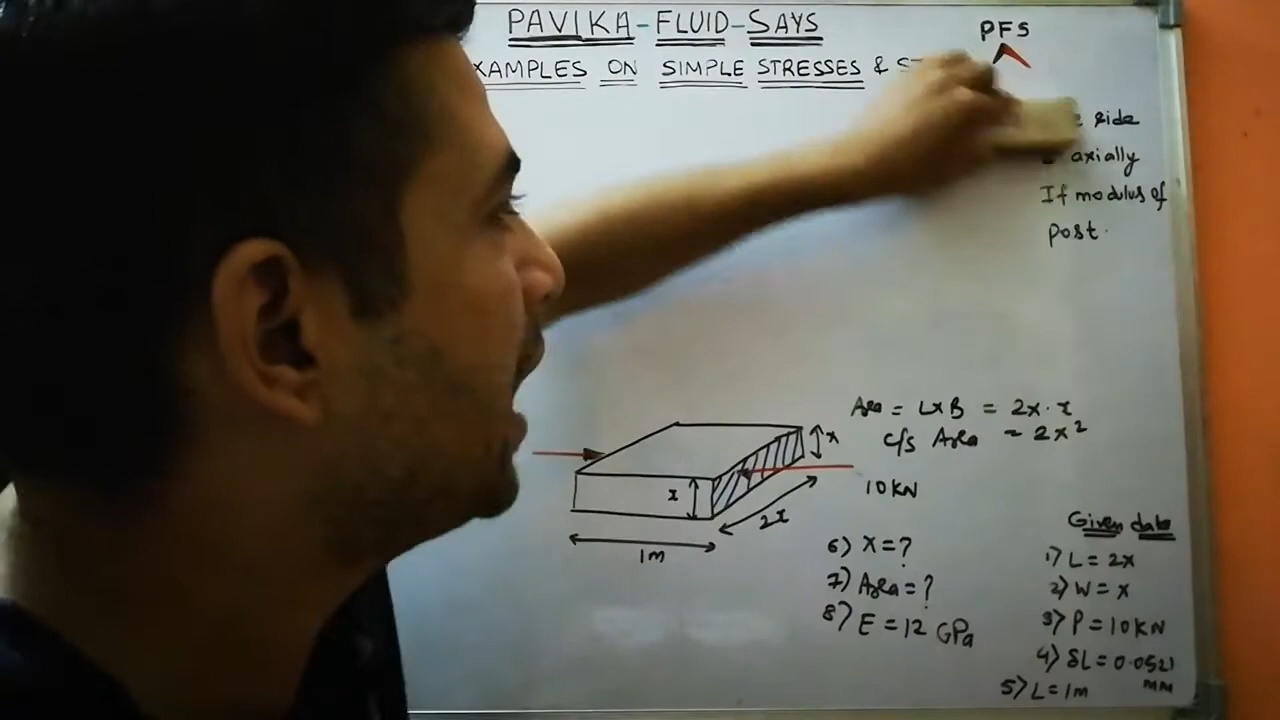 PAVIKA-FLUID-SAYS
PFS
XAMPLES ON SIMPLE STRESSES &
side
axially
If modulus of
post.
Area = L×B = 2x·x
c/s Area = 2x²
x
x
10KN
2x
1m
6) X=?
7) Area=?
8) E=12 GPa
Given data
1) L=2x
2) W=x
3) P=10KN
4) δL=0.0521
MM
5) L=1m